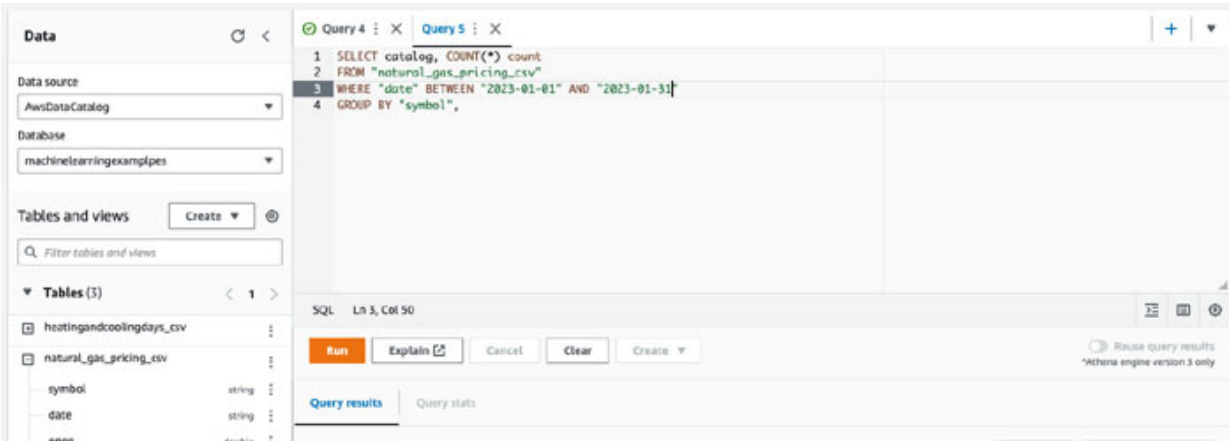 Data
Data source
AwsDataCatalog
Database
machinelearningexamplpes
Tables and views
Create
Filter tables and views
Tables (3)
< 1 >
heatingandcoolingdays_csv
natural_gas_pricing_csv
symbol string
date string
Query 4
Query 5
1 SELECT catalog, COUNT(*) count
2 FROM "natural_gas_pricing_csv"
3 WHERE "date" BETWEEN "2023-01-01" AND "2023-01-31"
4 GROUP BY "symbol",
SQL Ln 3, Col 50
Run Explain Cancel Clear Create
Reuse query results
*Athena engine version 3 only
Query results Query stats